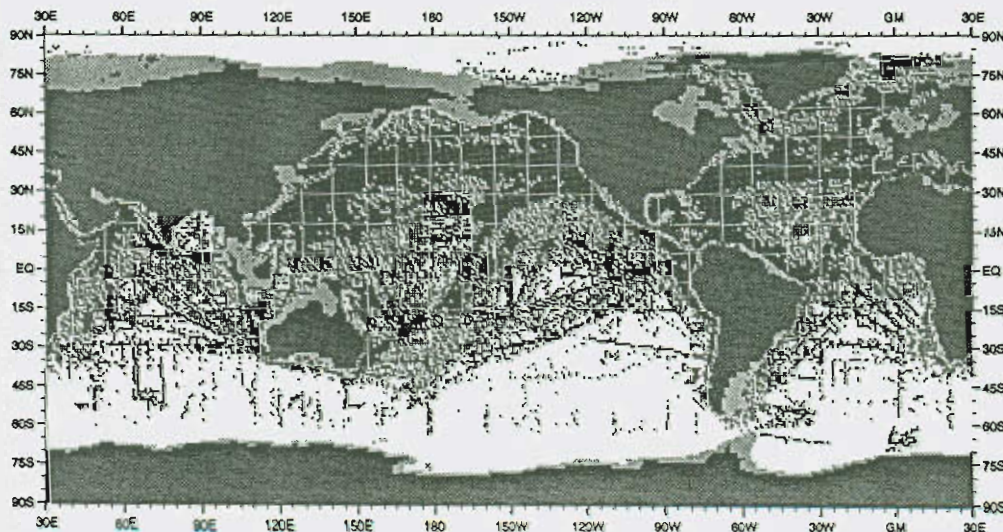 30E 60E 90E 120E 150E 180 150W 120W 90W 60W 30W GM 30E
90N 90N
75N 75N
60N 60N
45N 45N
30N 30N
15N 15N
EQ EQ
15S 15S
30S 30S
45S 45S
60S 60S
75S 75S
90S 90S
30E 60E 90E 120E 150E 180 150W 120W 90W 60W 30W GM 30E